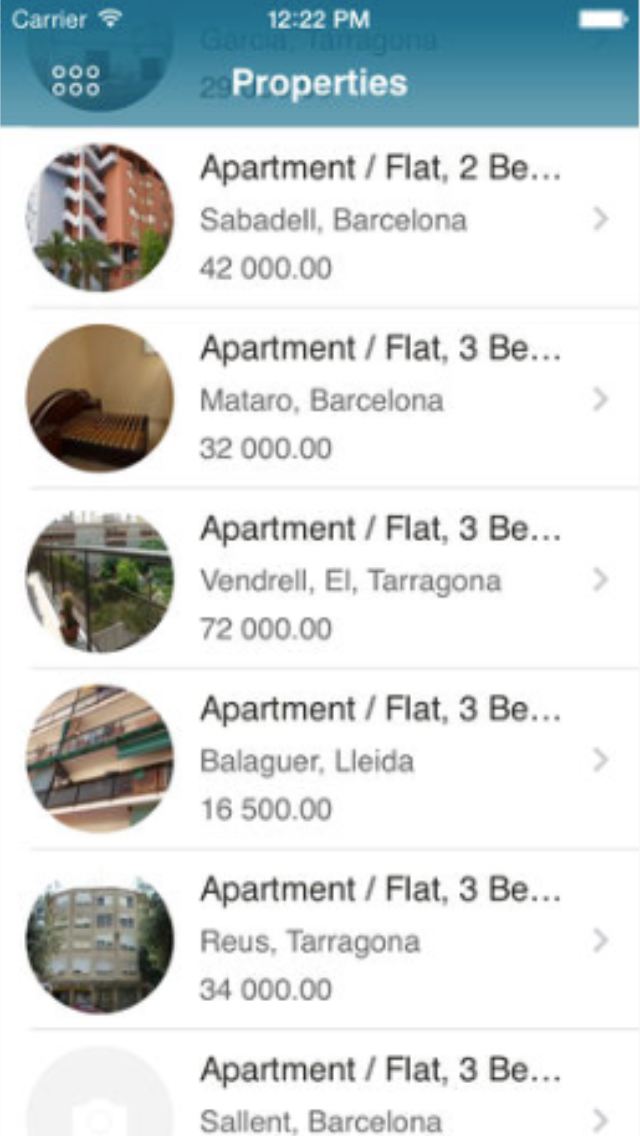 Carrier 12:22 PM
Garcia, Tarragona
Properties
Apartment / Flat, 2 Be...
Sabadell, Barcelona
42 000.00
Apartment / Flat, 3 Be...
Mataro, Barcelona
32 000.00
Apartment / Flat, 3 Be...
Vendrell, El, Tarragona
72 000.00
Apartment / Flat, 3 Be...
Balaguer, Lleida
16 500.00
Apartment / Flat, 3 Be...
Reus, Tarragona
34 000.00
Apartment / Flat, 3 Be...
Sallent, Barcelona